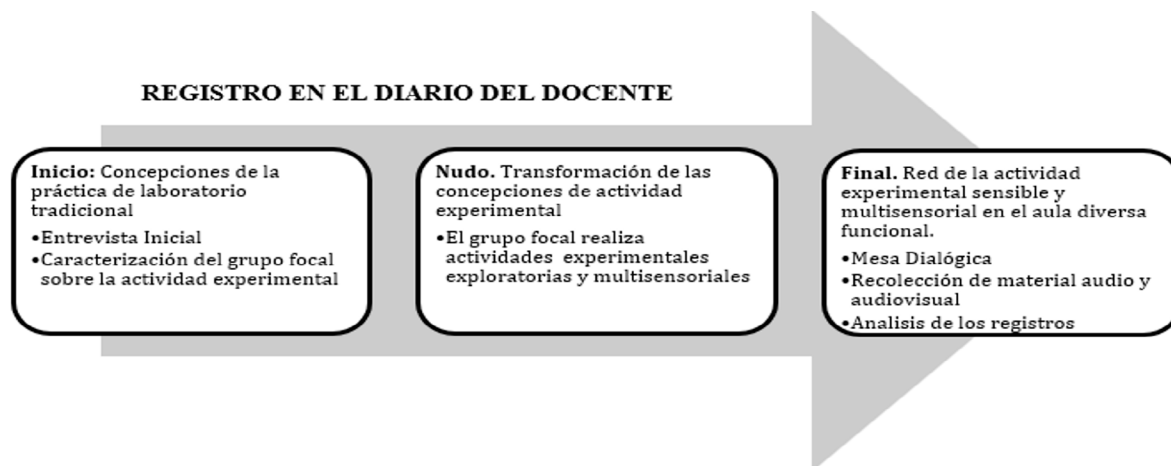 REGISTRO EN EL DIARIO DEL DOCENTE
Inicio: Concepciones de la
práctica de laboratorio
tradicional
•Entrevista Inicial
•Caracterización del grupo focal
sobre la actividad experimental
Nudo. Transformación de las
concepciones de actividad
experimental
•El grupo focal realiza
actividades experimentales
exploratorias y multisensoriales
Final. Red de la actividad
experimental sensible y
multisensorial en el aula diversa
funcional.
•Mesa Dialógica
•Recolección de material audio y
audiovisual
•Analisis de los registros